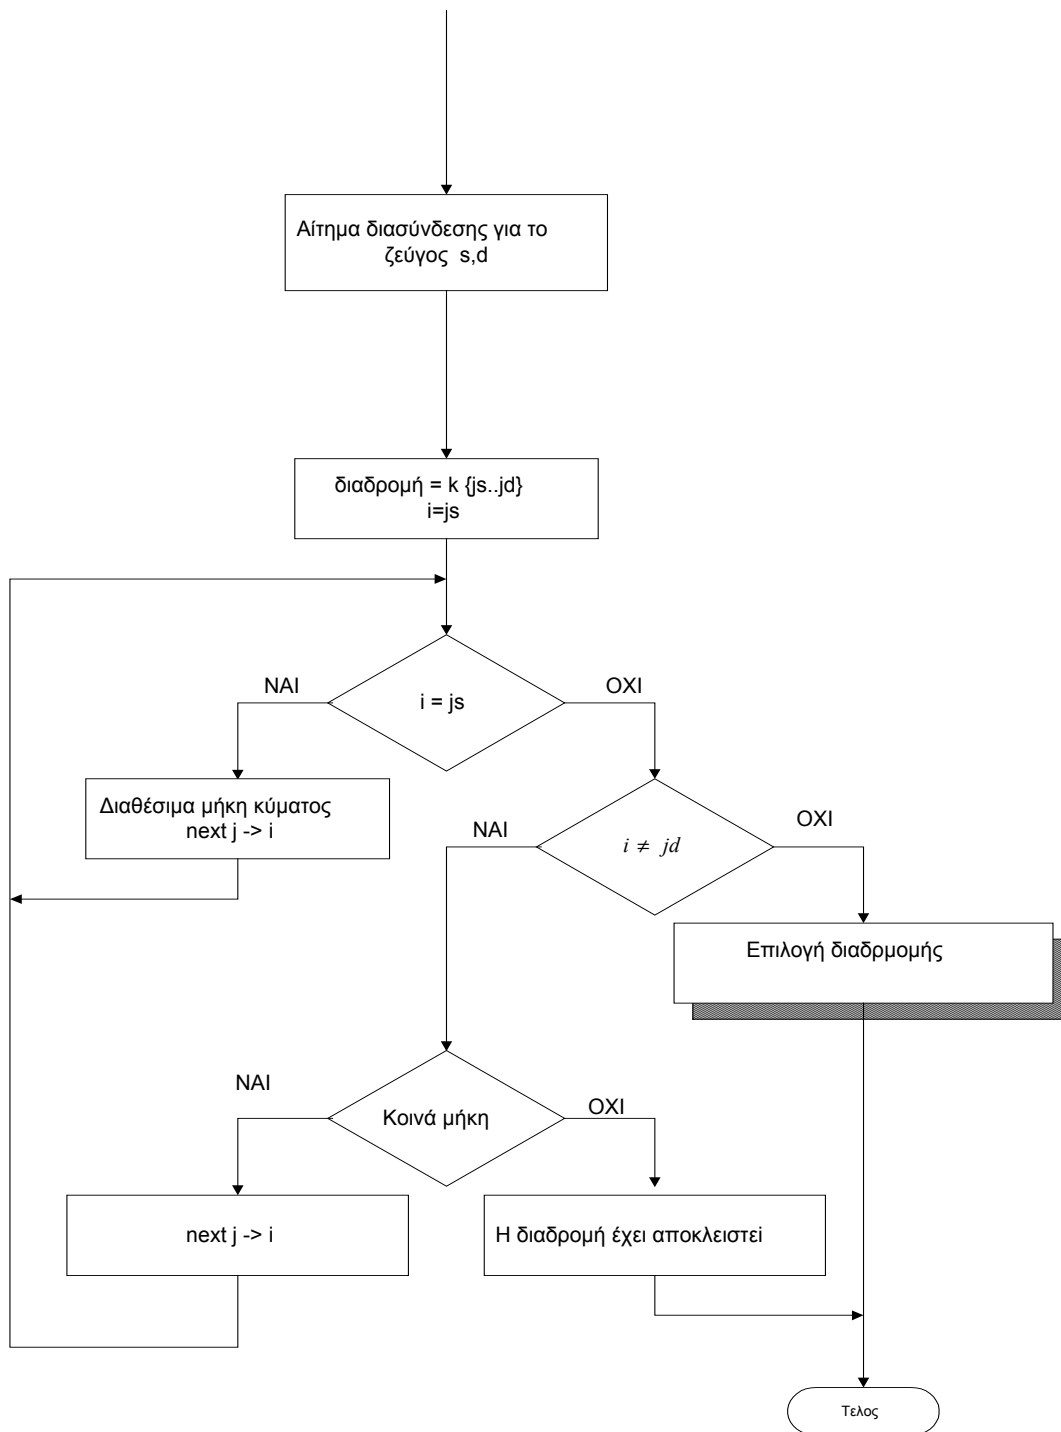 Αίτημα διασύνδεσης για το
ζεύγος s,d
διαδρομή = k {js..jd}
i=js
ΝΑΙ
ΟΧΙ
i = js
Διαθέσιμα μήκη κύματος
next j -> i
ΝΑΙ
ΟΧΙ
i ≠ jd
Επιλογή διαδρμομής
ΝΑΙ
ΟΧΙ
Κοινά μήκη
next j -> i
Η διαδρομή έχει αποκλειστεi
Τελος